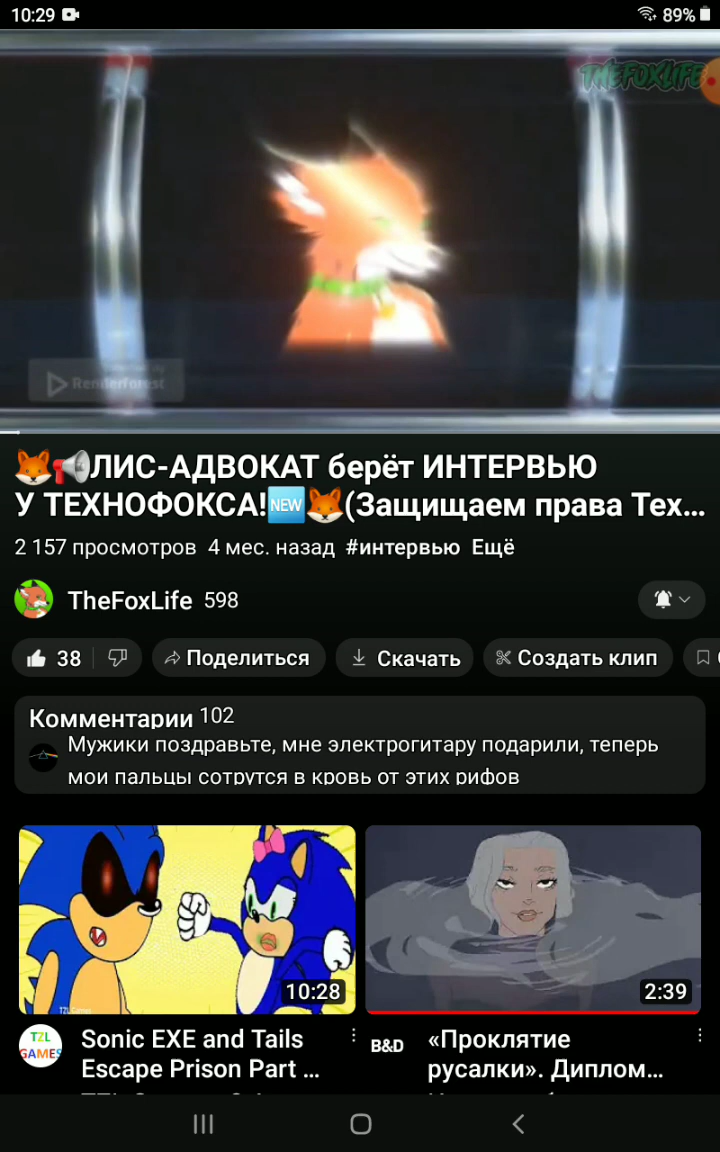 10:29
89%
THEFOXLIFE
Renderforest
🦊📢ЛИС-АДВОКАТ берёт ИНТЕРВЬЮ
У ТЕХНОФОКСА!🆕🦊(Защищаем права Тех...
2 157 просмотров 4 мес. назад #интервью Ещё
TheFoxLife 598
38 Поделиться Скачать Создать клип
Комментарии 102
Мужики поздравьте, мне электрогитару подарили, теперь
мои пальцы сотрутся в кровь от этих рифов
10:28
2:39
TZL GAMES
Sonic EXE and Tails
Escape Prison Part ...
B&D
«Проклятие
русалки». Диплом...